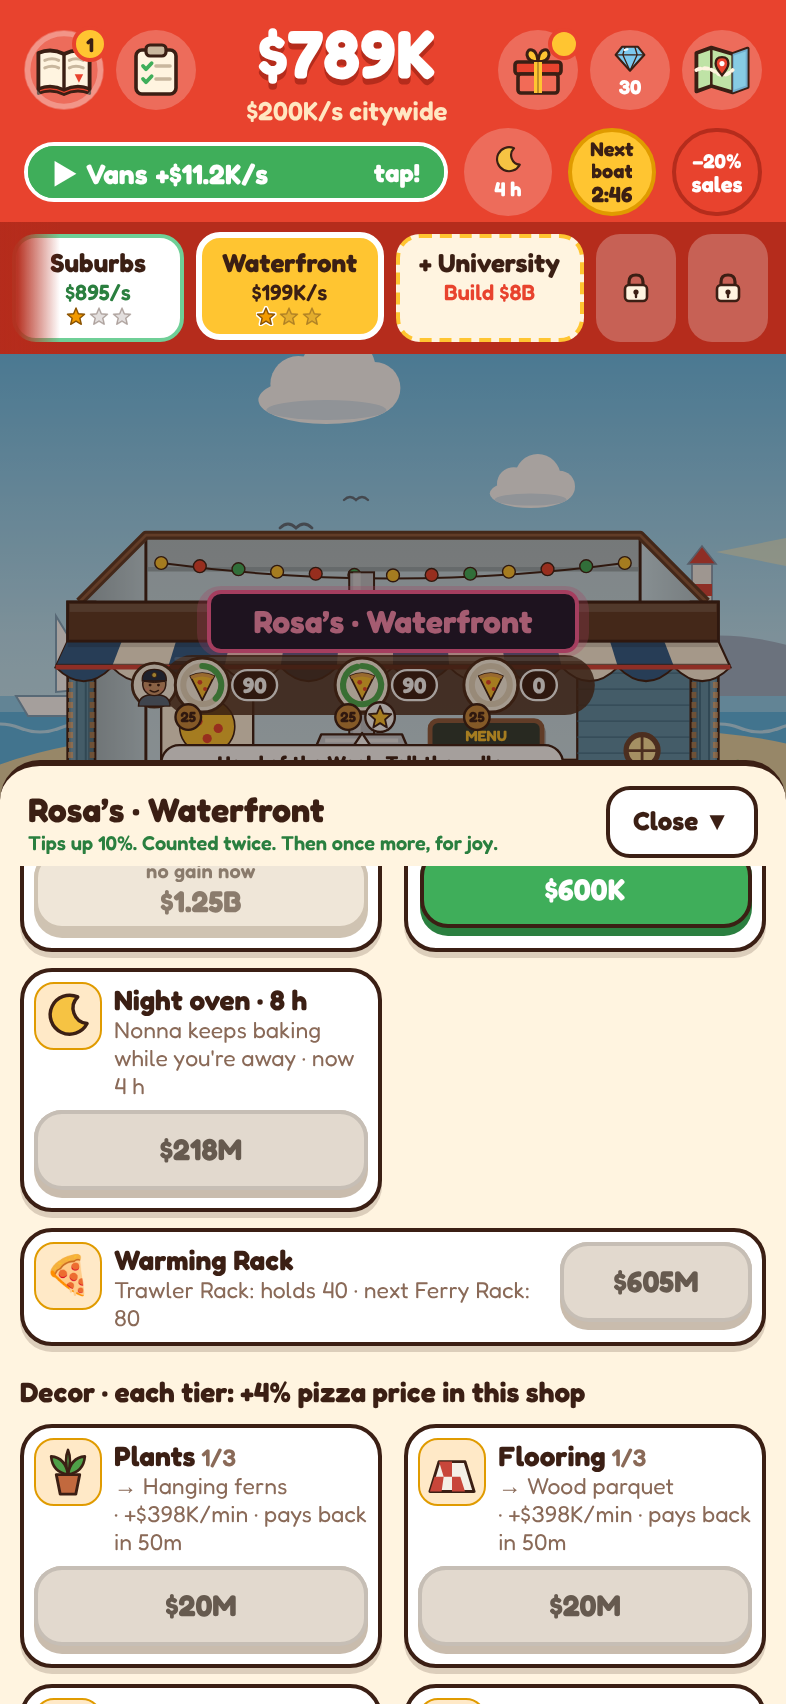 1
$789K
$200K/s citywide
30
Vans +$11.2K/s
tap!
4 h
Next
boat
2:46
−20%
sales
Suburbs
$895/s
Waterfront
$199K/s
+ University
Build $8B
Rosa's · Waterfront
90
90
0
25
25
25
MENU
Rosa's · Waterfront
Tips up 10%. Counted twice. Then once more, for joy.
Close ▼
no gain now
$1.25B
$600K
Night oven · 8 h
Nonna keeps baking
while you're away · now
4 h
$218M
Warming Rack
Trawler Rack: holds 40 · next Ferry Rack:
80
$605M
Decor · each tier: +4% pizza price in this shop
Plants 1/3
→ Hanging ferns
· +$398K/min · pays back
in 50m
$20M
Flooring 1/3
→ Wood parquet
· +$398K/min · pays back
in 50m
$20M